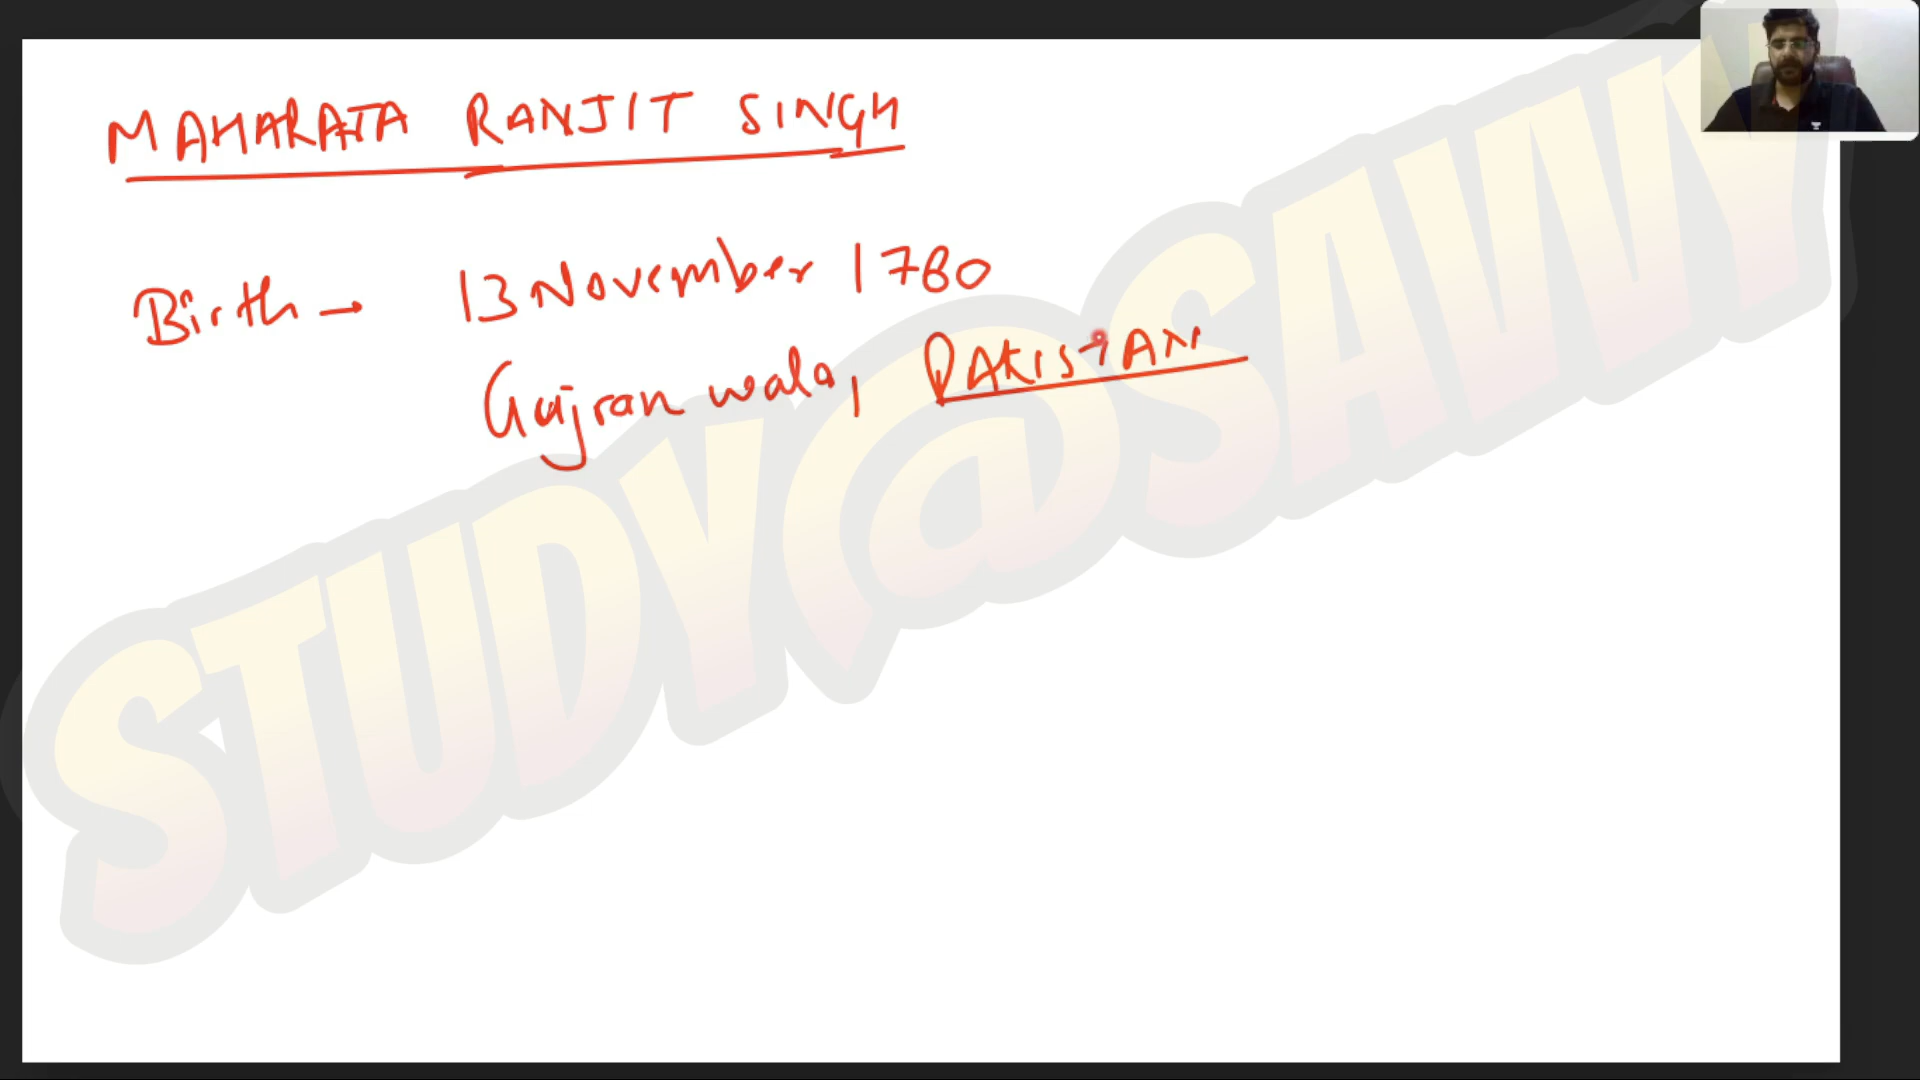 MAHARAJA RANJIT SINGH
Birth → 13 November 1780
Gujranwala, PAKISTAN
STUDY@SAVVY